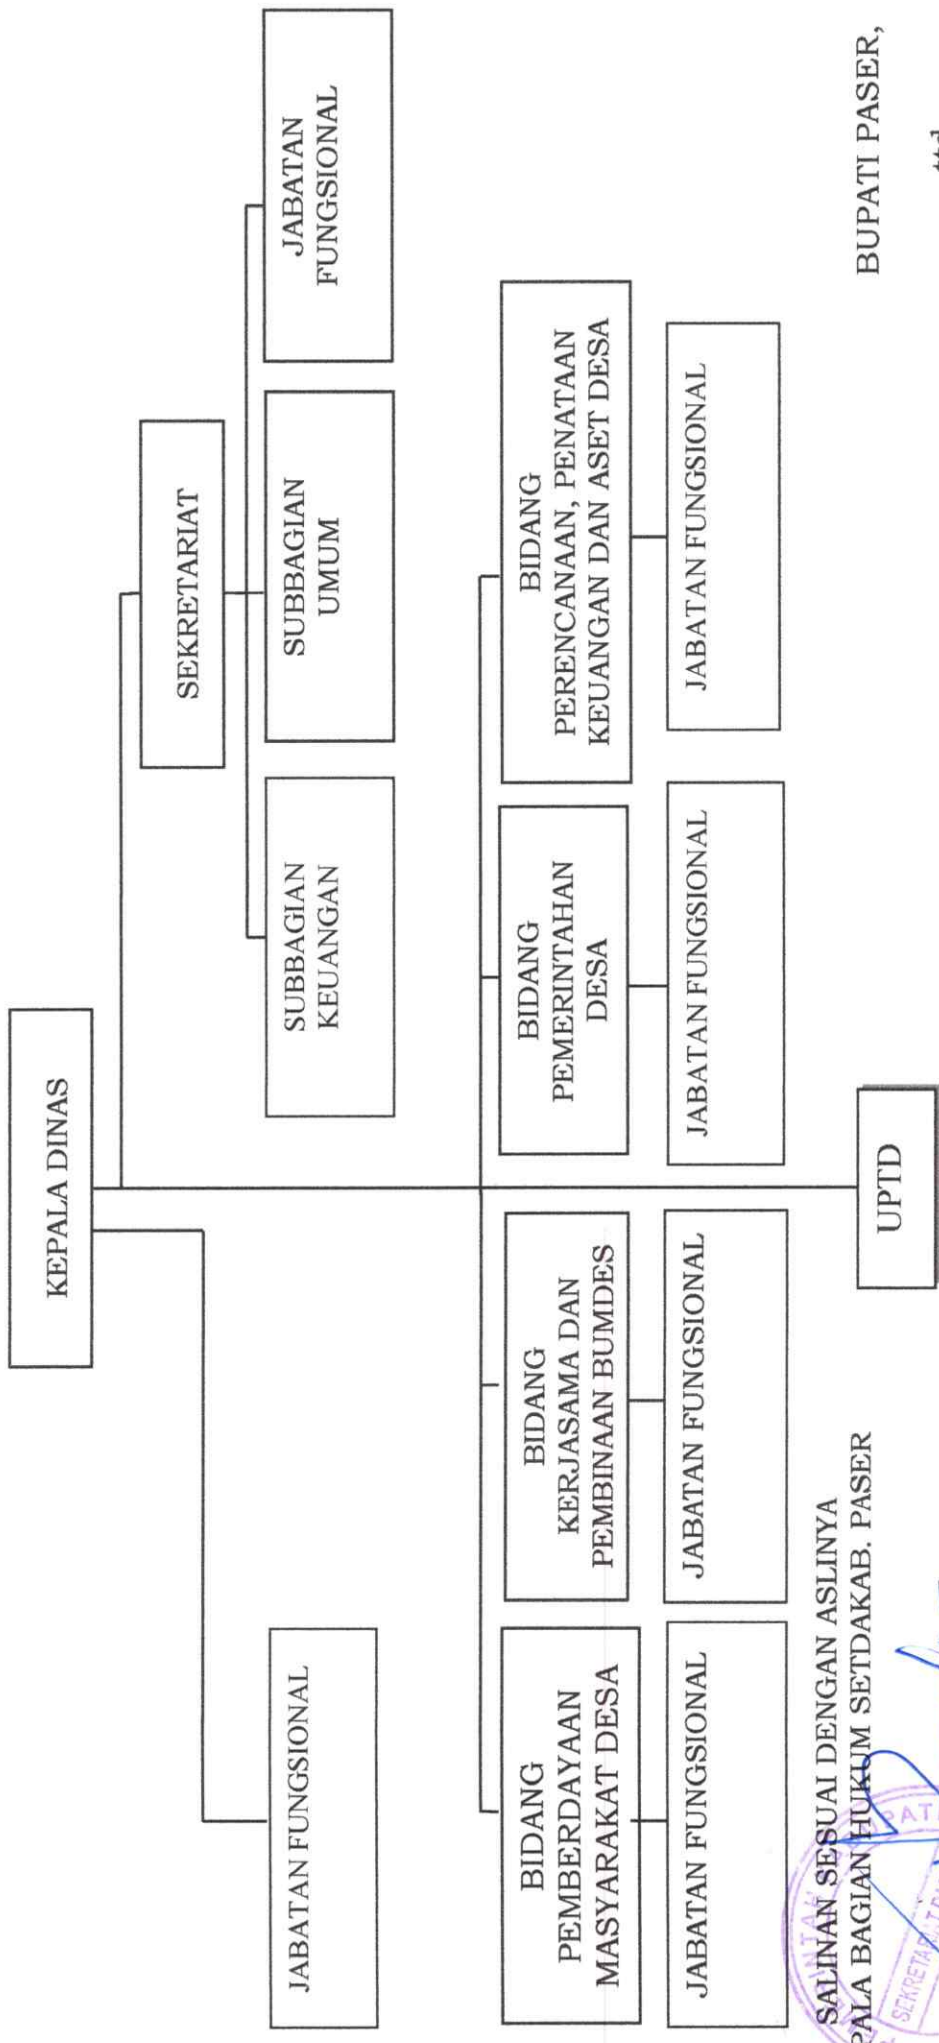 KEPALA DINAS
JABATAN FUNGSIONAL
SEKRETARIAT
SUBBAGIAN
KEUANGAN
SUBBAGIAN
UMUM
JABATAN
FUNGSIONAL
BIDANG
PEMBERDAYAAN
MASYARAKAT DESA
BIDANG
KERJASAMA DAN
PEMBINAAN BUMDES
BIDANG
PEMERINTAHAN
DESA
BIDANG
PERENCANAAN, PENATAAN
KEUANGAN DAN ASET DESA
JABATAN FUNGSIONAL
JABATAN FUNGSIONAL
JABATAN FUNGSIONAL
JABATAN FUNGSIONAL
UPTD
SALINAN SESUAI DENGAN ASLINYA
PALA BAGIAN HUKUM SETDAKAB. PASER
BUPATI PASER,